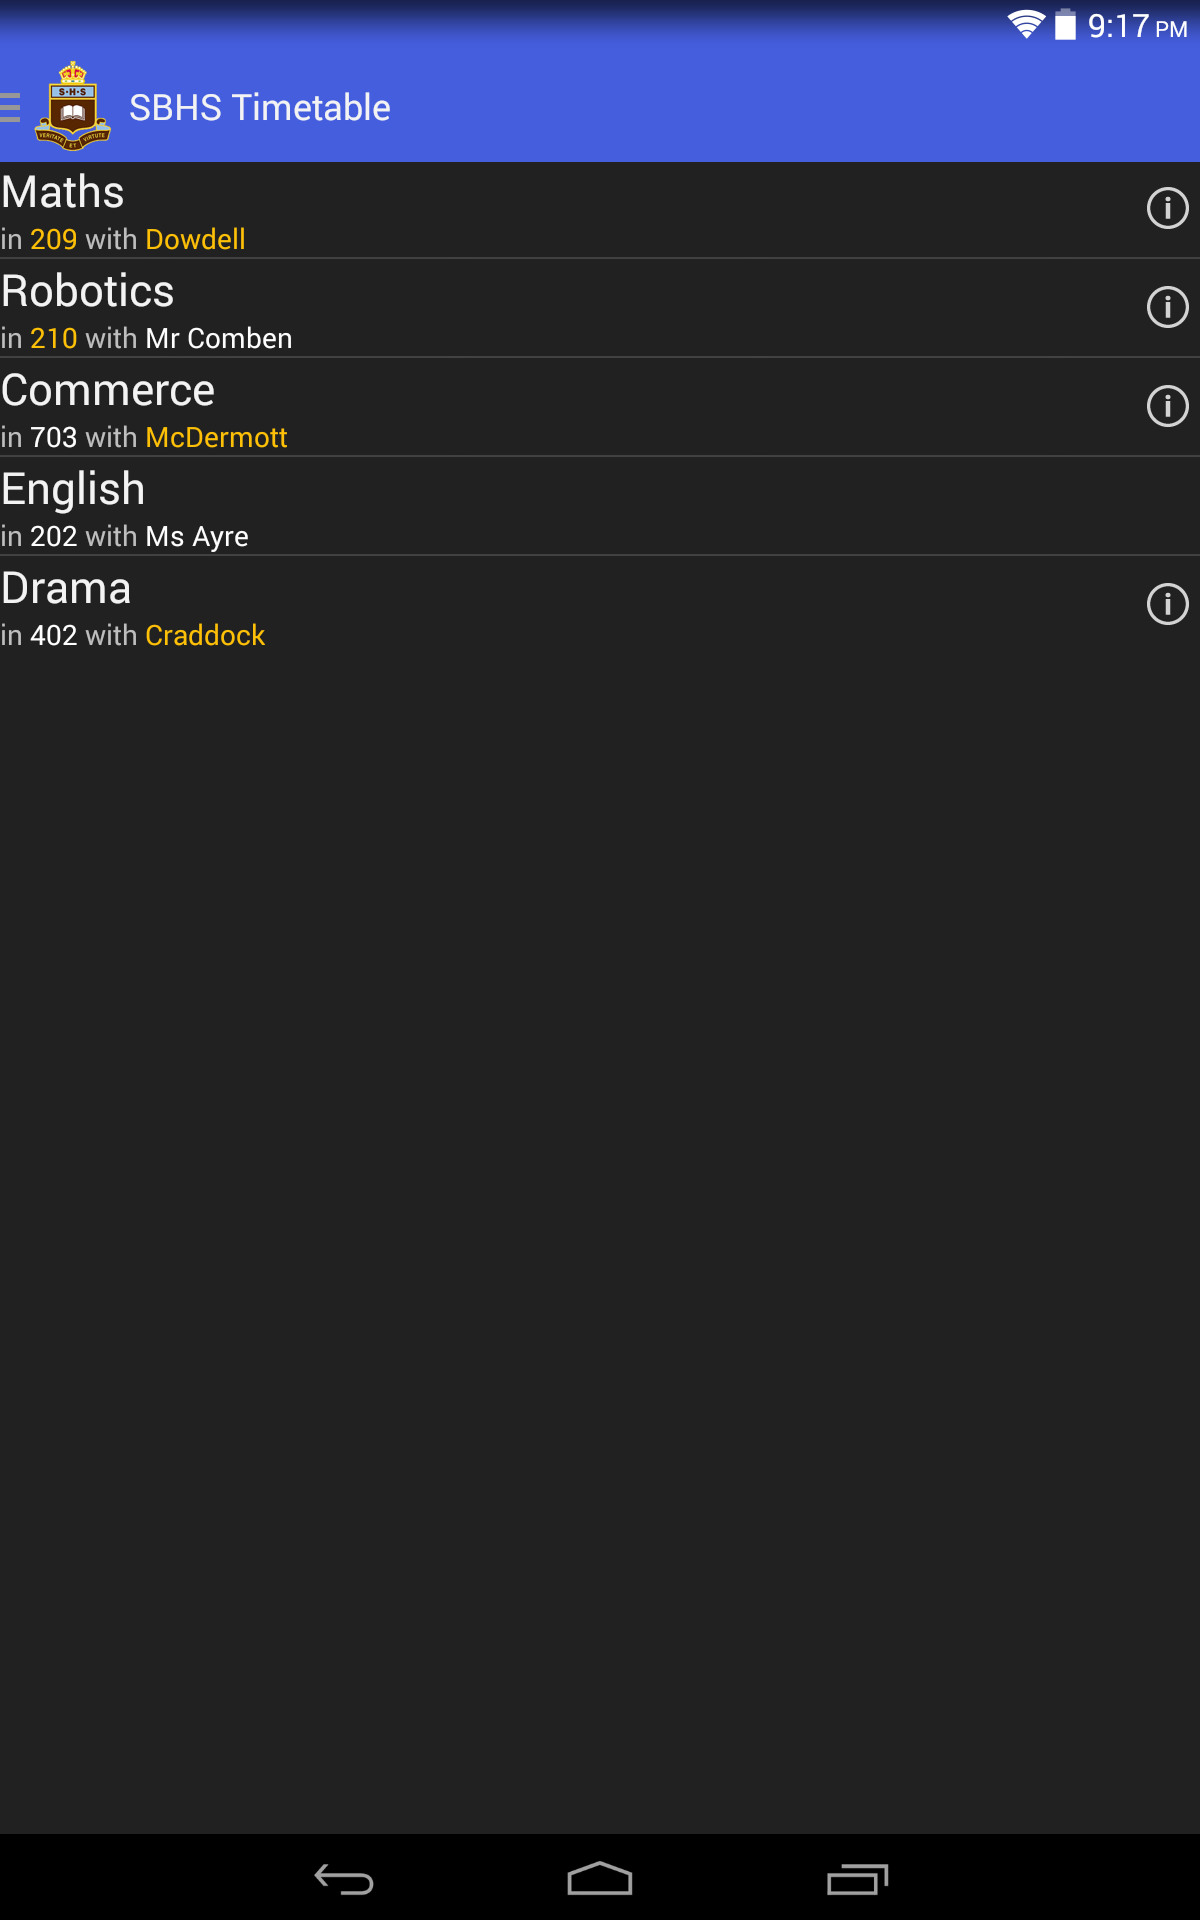 9:17 PM
S·H·S
VERITATE ET VIRTUTE
SBHS Timetable
Maths
in 209 with Dowdell
Robotics
in 210 with Mr Comben
Commerce
in 703 with McDermott
English
in 202 with Ms Ayre
Drama
in 402 with Craddock